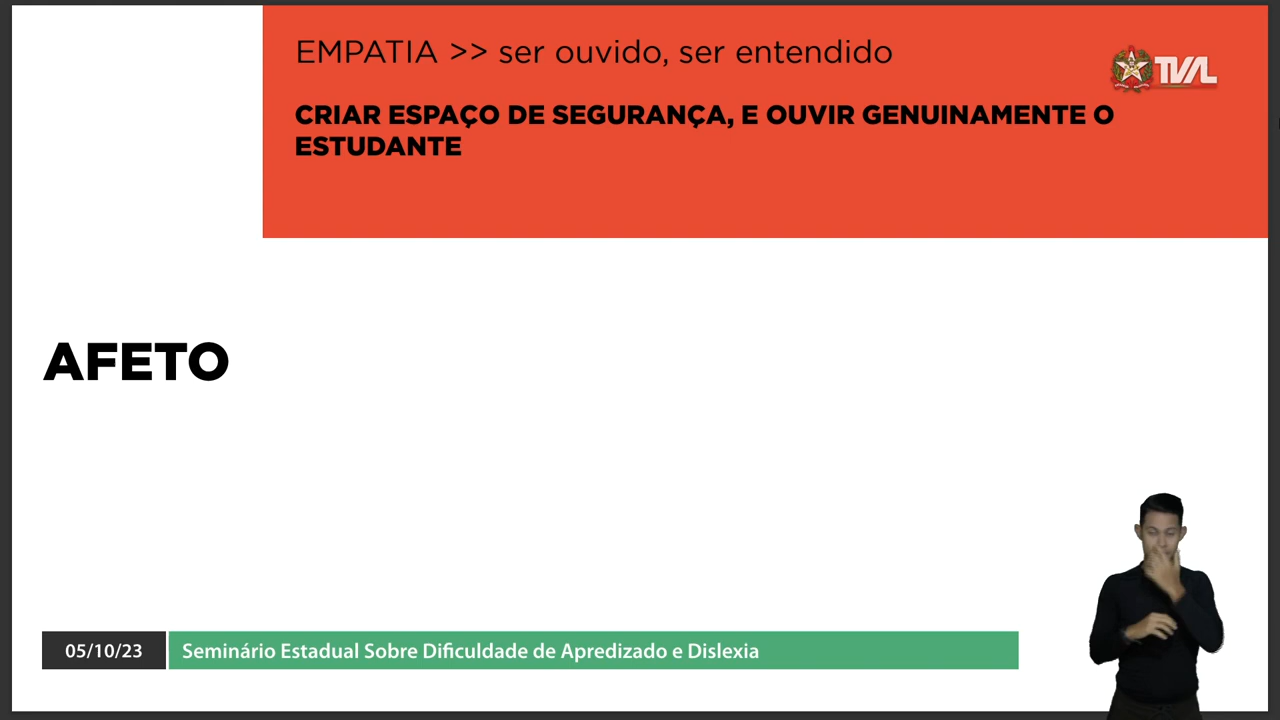 EMPATIA >> ser ouvido, ser entendido
TVAL
CRIAR ESPAÇO DE SEGURANÇA, E OUVIR GENUINAMENTE O
ESTUDANTE
AFETO
05/10/23
Seminário Estadual Sobre Dificuldade de Apredizado e Dislexia